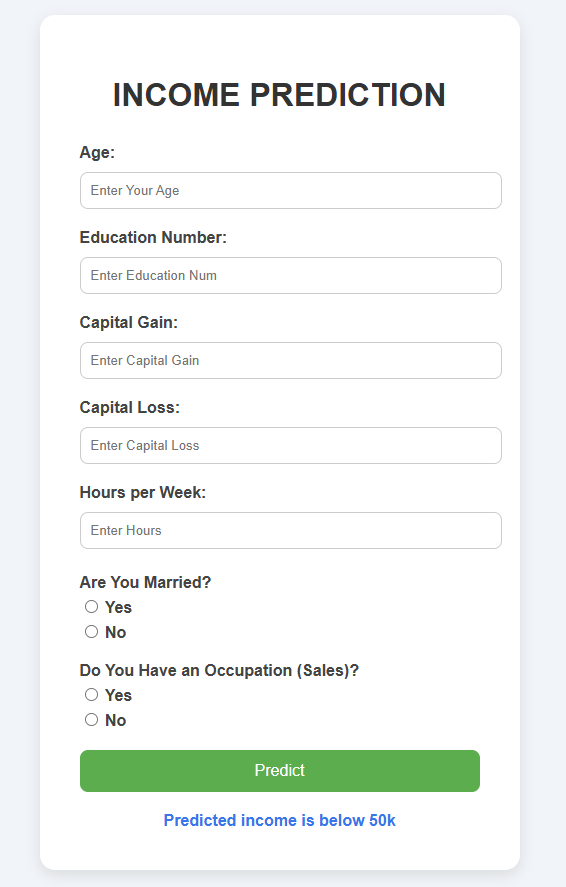 INCOME PREDICTION
Age:
Enter Your Age
Education Number:
Enter Education Num
Capital Gain:
Enter Capital Gain
Capital Loss:
Enter Capital Loss
Hours per Week:
Enter Hours
Are You Married?
Yes
No
Do You Have an Occupation (Sales)?
Yes
No
Predict
Predicted income is below 50k